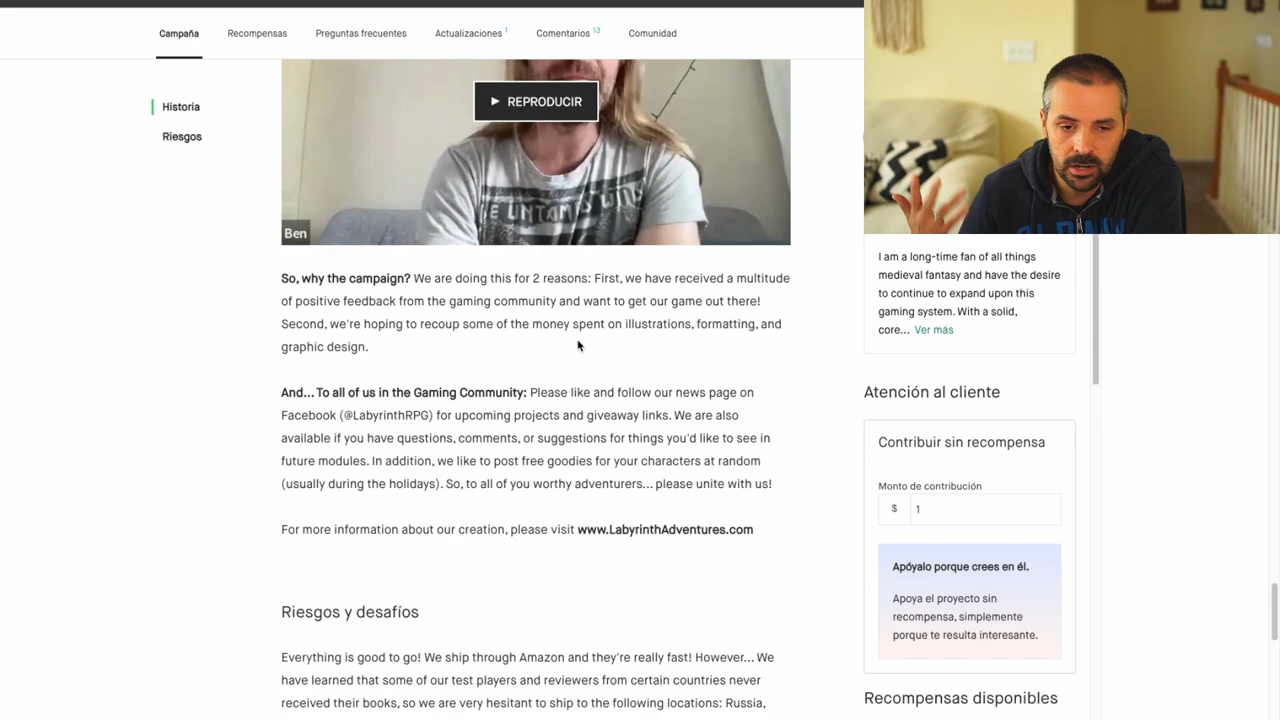 Campaña
Recompensas
Preguntas frecuentes
Actualizaciones 1
Comentarios 13
Comunidad
Historia
Riesgos
REPRODUCIR
Ben
So, why the campaign? We are doing this for 2 reasons: First, we have received a multitude
of positive feedback from the gaming community and want to get our game out there!
Second, we're hoping to recoup some of the money spent on illustrations, formatting, and
graphic design.
And... To all of us in the Gaming Community: Please like and follow our news page on
Facebook (@LabyrinthRPG) for upcoming projects and giveaway links. We are also
available if you have questions, comments, or suggestions for things you'd like to see in
future modules. In addition, we like to post free goodies for your characters at random
(usually during the holidays). So, to all of you worthy adventurers... please unite with us!
For more information about our creation, please visit www.LabyrinthAdventures.com
Riesgos y desafíos
Everything is good to go! We ship through Amazon and they're really fast! However... We
have learned that some of our test players and reviewers from certain countries never
received their books, so we are very hesitant to ship to the following locations: Russia,
I am a long-time fan of all things
medieval fantasy and have the desire
to continue to expand upon this
gaming system. With a solid,
core... Ver más
Atención al cliente
Contribuir sin recompensa
Monto de contribución
$ 1
Apóyalo porque crees en él.
Apoya el proyecto sin
recompensa, simplemente
porque te resulta interesante.
Recompensas disponibles